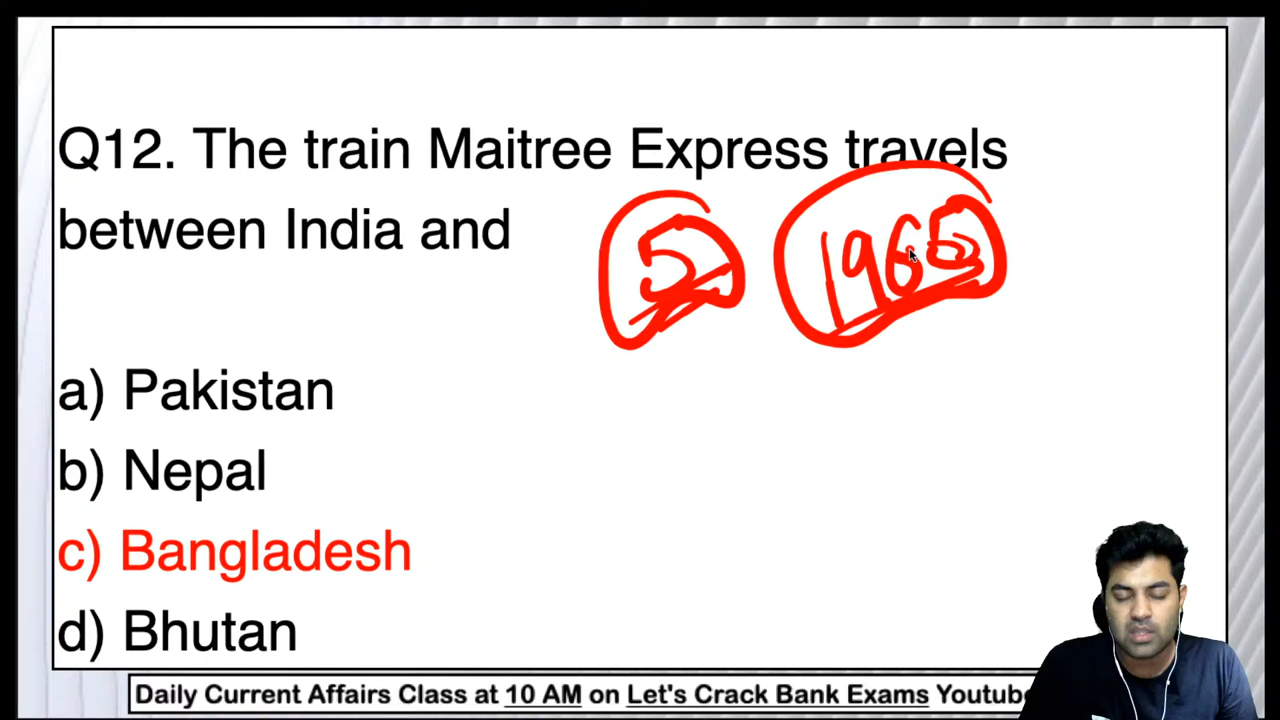 Q12. The train Maitree Express travels
between India and
5 1965
a) Pakistan
b) Nepal
c) Bangladesh
d) Bhutan
Daily Current Affairs Class at 10 AM on Let's Crack Bank Exams Youtube